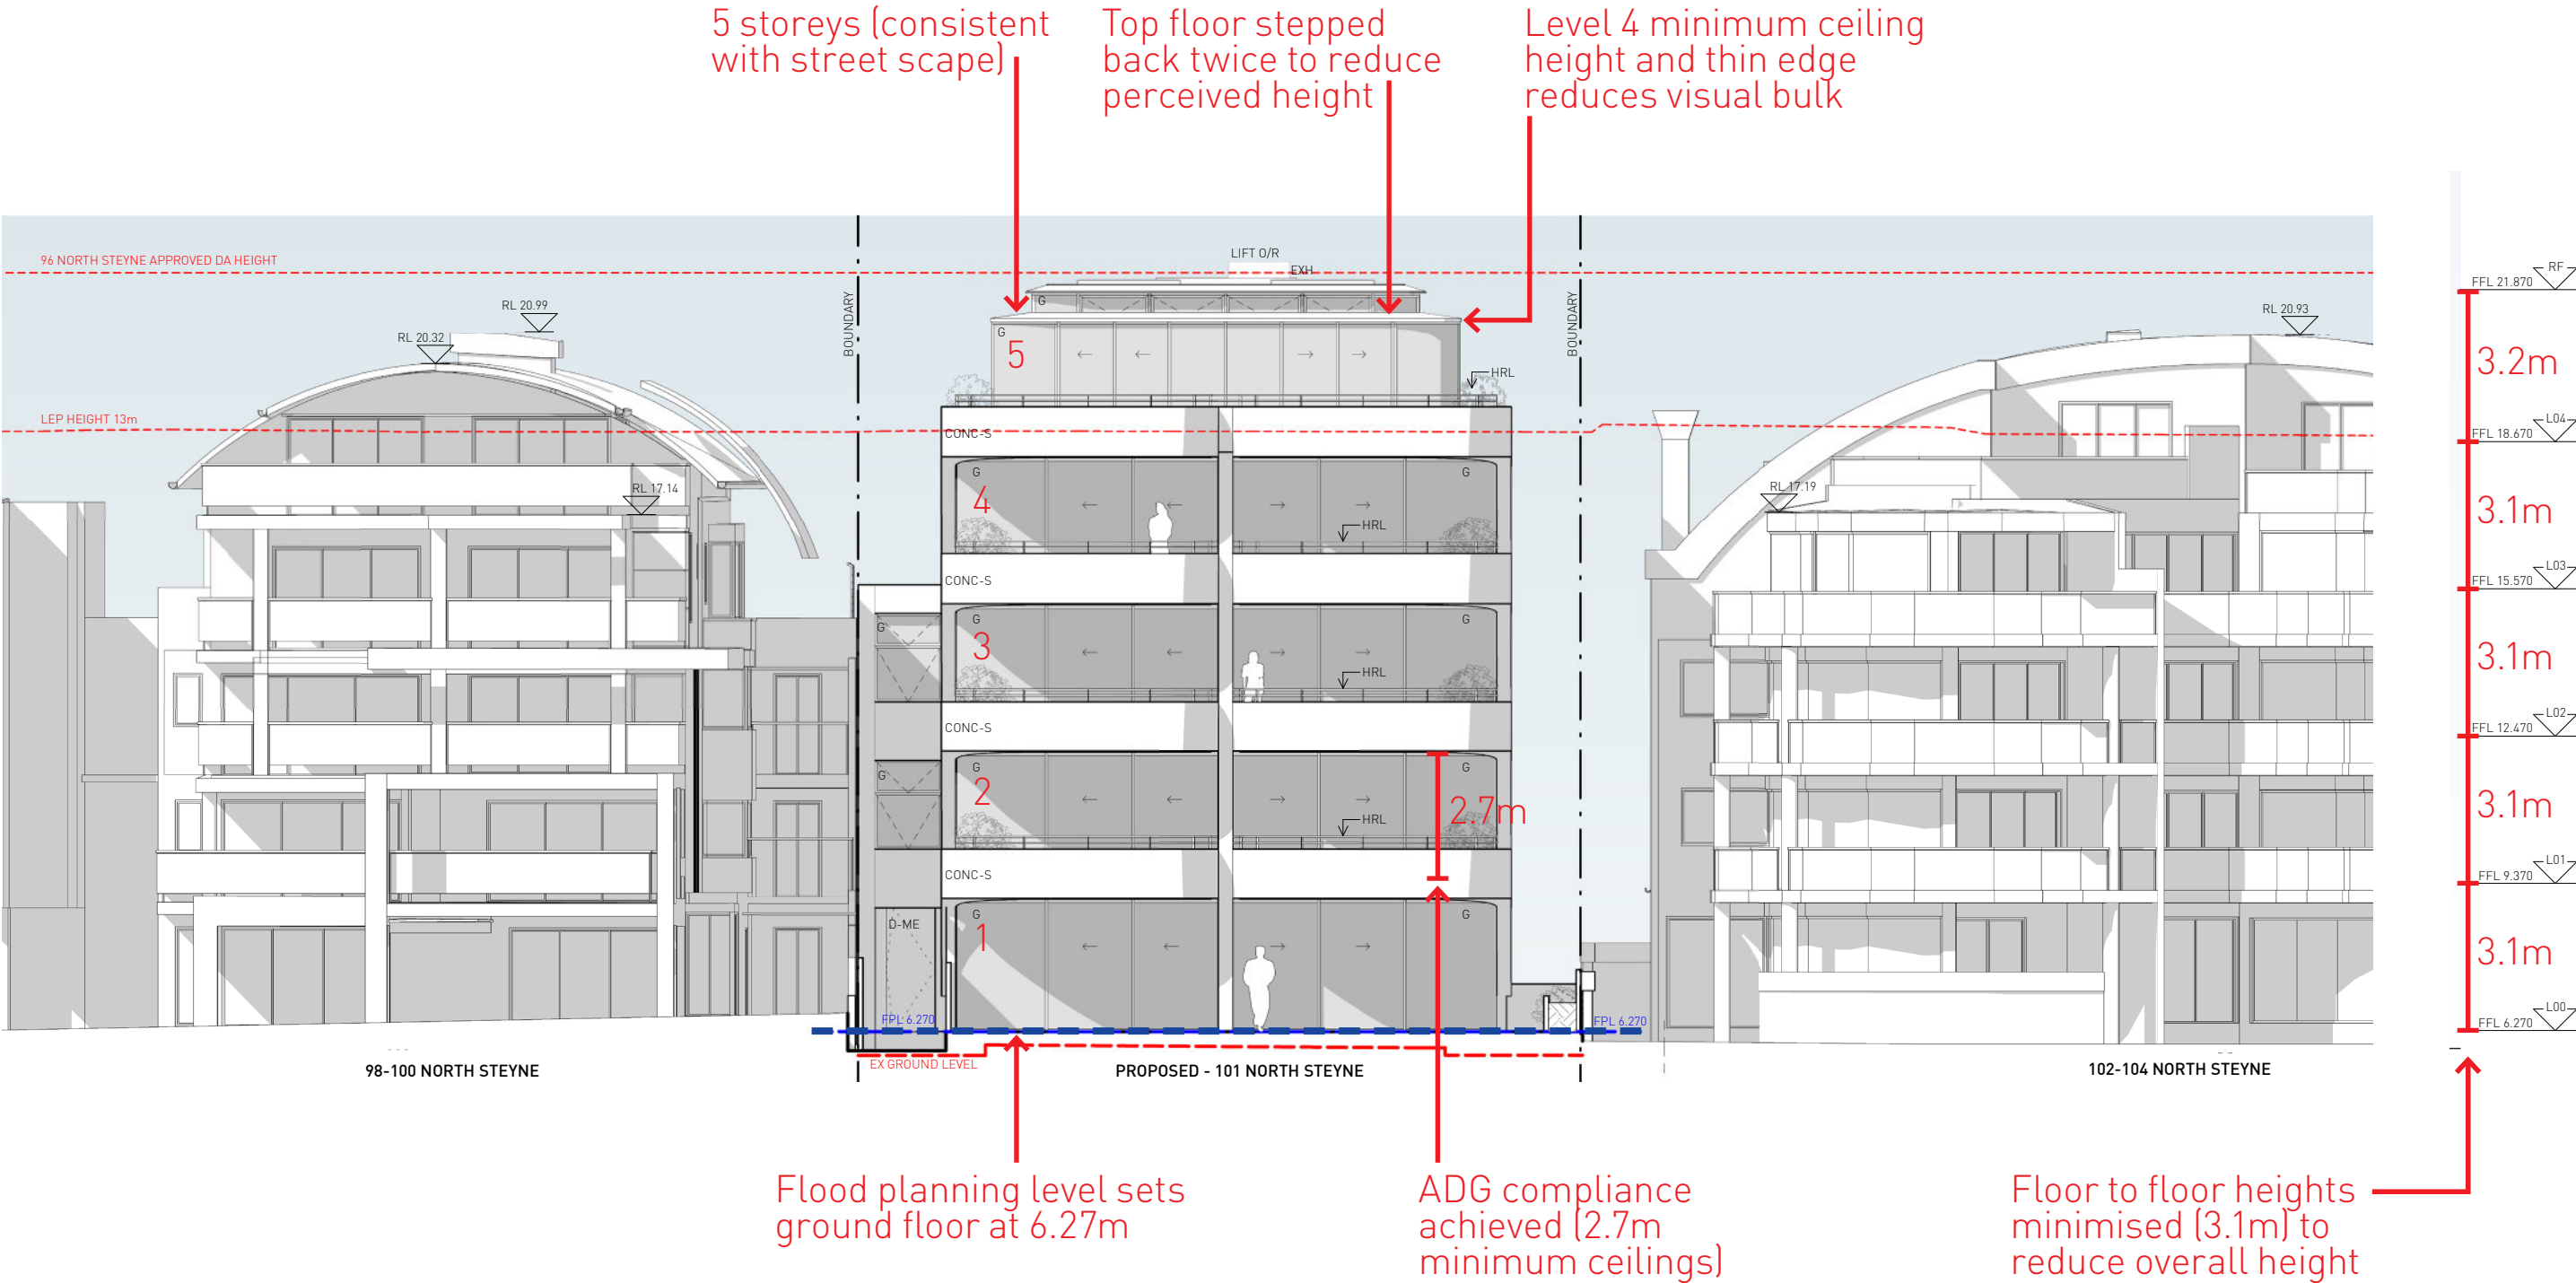 5 storeys (consistent
with street scape)
Top floor stepped
back twice to reduce
perceived height
Level 4 minimum ceiling
height and thin edge
reduces visual bulk
96 NORTH STEYNE APPROVED DA HEIGHT
LIFT O/R
EXH
RF
FFL 21.870
BOUNDARY
BOUNDARY
RL 20.99
RL 20.32
RL 20.93
G
G
5
HRL
3.2m
LEP HEIGHT 13m
CONC-S
L04
FFL 18.670
G
G
4
HRL
RL 17.14
RL 17.19
3.1m
CONC-S
L03
FFL 15.570
G
G
G
3
HRL
3.1m
CONC-S
L02
FFL 12.470
G
G
G
2
2.7m
HRL
3.1m
CONC-S
L01
FFL 9.370
G
G
D-ME
1
3.1m
L00
FFL 6.270
FPL 6.270
FPL 6.270
EX GROUND LEVEL
98-100 NORTH STEYNE
PROPOSED - 101 NORTH STEYNE
102-104 NORTH STEYNE
Flood planning level sets
ground floor at 6.27m
ADG compliance
achieved (2.7m
minimum ceilings)
Floor to floor heights
minimised (3.1m) to
reduce overall height